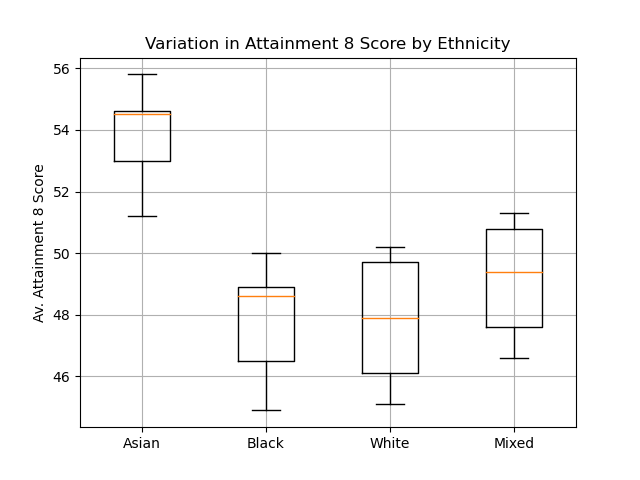 Variation in Attainment 8 Score by Ethnicity
Av. Attainment 8 Score
56
54
52
50
48
46
Asian Black White Mixed